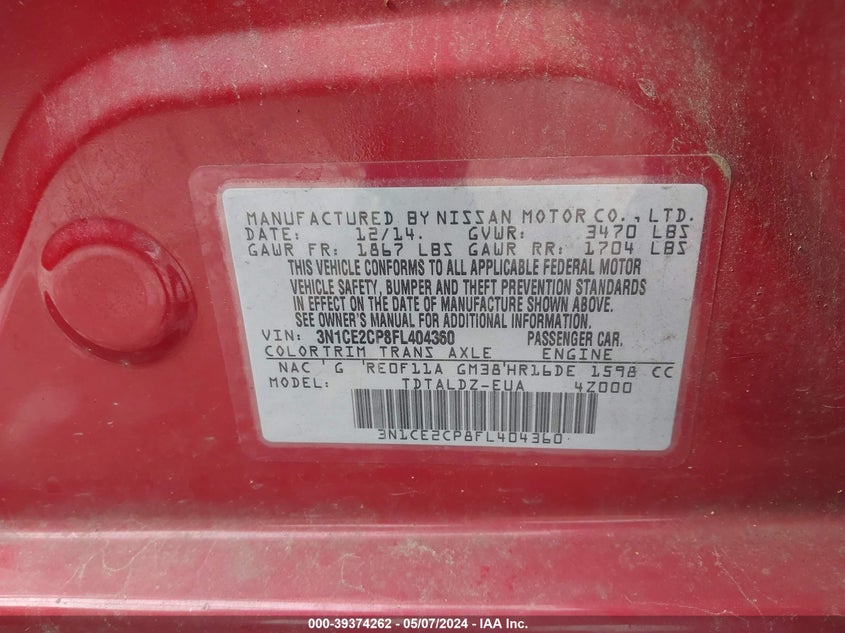 MANUFACTURED BY NISSAN MOTOR CO., LTD.
DATE: 12/14. GVWR: 3470 LBS
GAWR FR: 1867 LBS GAWR RR: 1704 LBS
THIS VEHICLE CONFORMS TO ALL APPLICABLE FEDERAL MOTOR
VEHICLE SAFETY, BUMPER AND THEFT PREVENTION STANDARDS
IN EFFECT ON THE DATE OF MANUFACTURE SHOWN ABOVE.
SEE OWNER'S MANUAL FOR ADDITIONAL INFORMATION.
VIN: 3N1CE2CP8FL404360 PASSENGER CAR.
COLORTRIM TRANS AXLE ENGINE
NAC 'G 'RE0F11A GM38'HR16DE 1598 CC
MODEL: TDTALDZ-EUA 4Z000
3N1CE2CP8FL404360
000-39374262 - 05/07/2024 - IAA Inc.